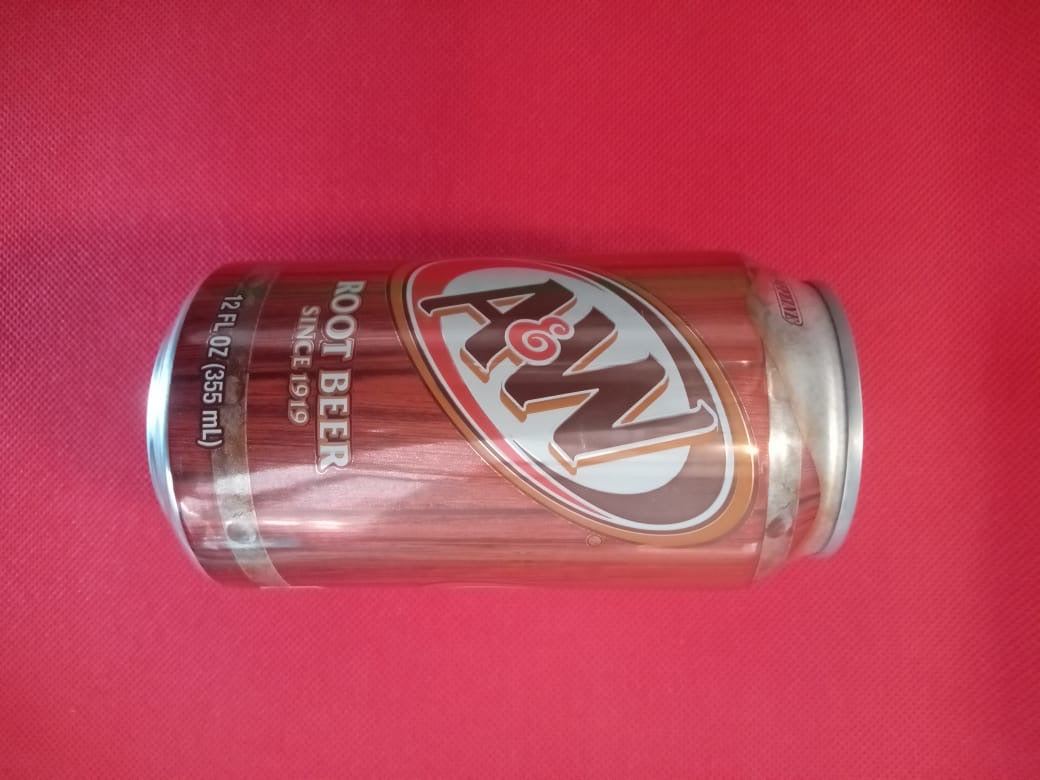 A&W
ROOT BEER
SINCE 1919
12 FL OZ (355 mL)